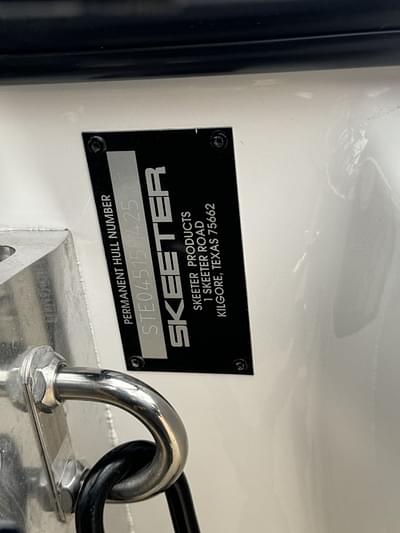 PERMANENT HULL NUMBER
SKEETER
SKEETER PRODUCTS
1 SKEETER ROAD
KILGORE, TEXAS 75662